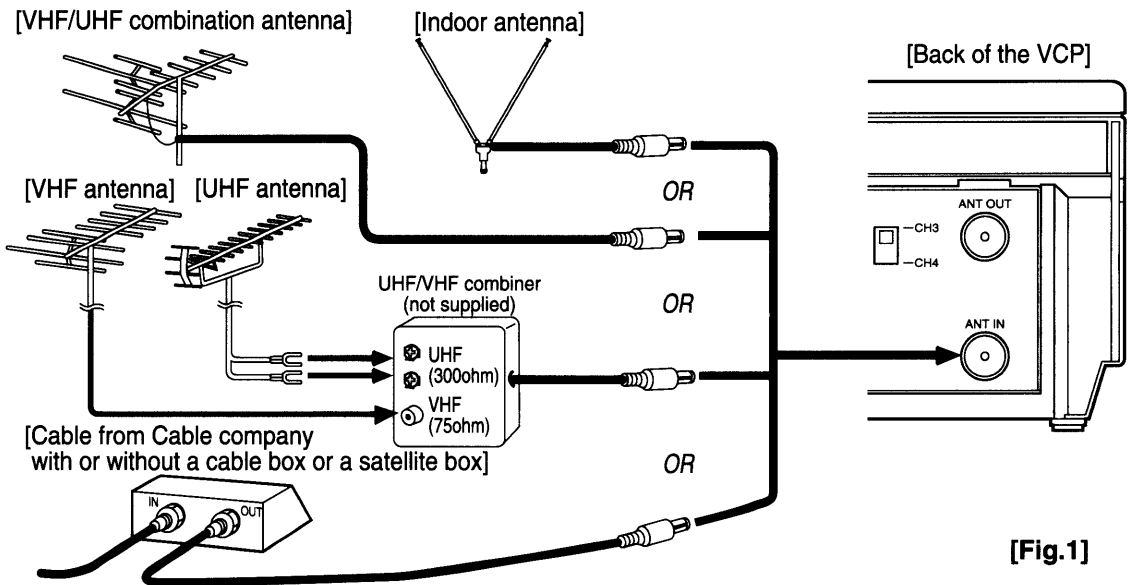 [VHF/UHF combination antenna]
[Indoor antenna]
[Back of the VCP]
OR
[VHF antenna]
[UHF antenna]
ANT OUT
CH3
CH4
UHF/VHF combiner
(not supplied)
OR
ANT IN
UHF
(300ohm)
VHF
(75ohm)
[Cable from Cable company
with or without a cable box or a satellite box]
OR
IN
OUT
[Fig.1]